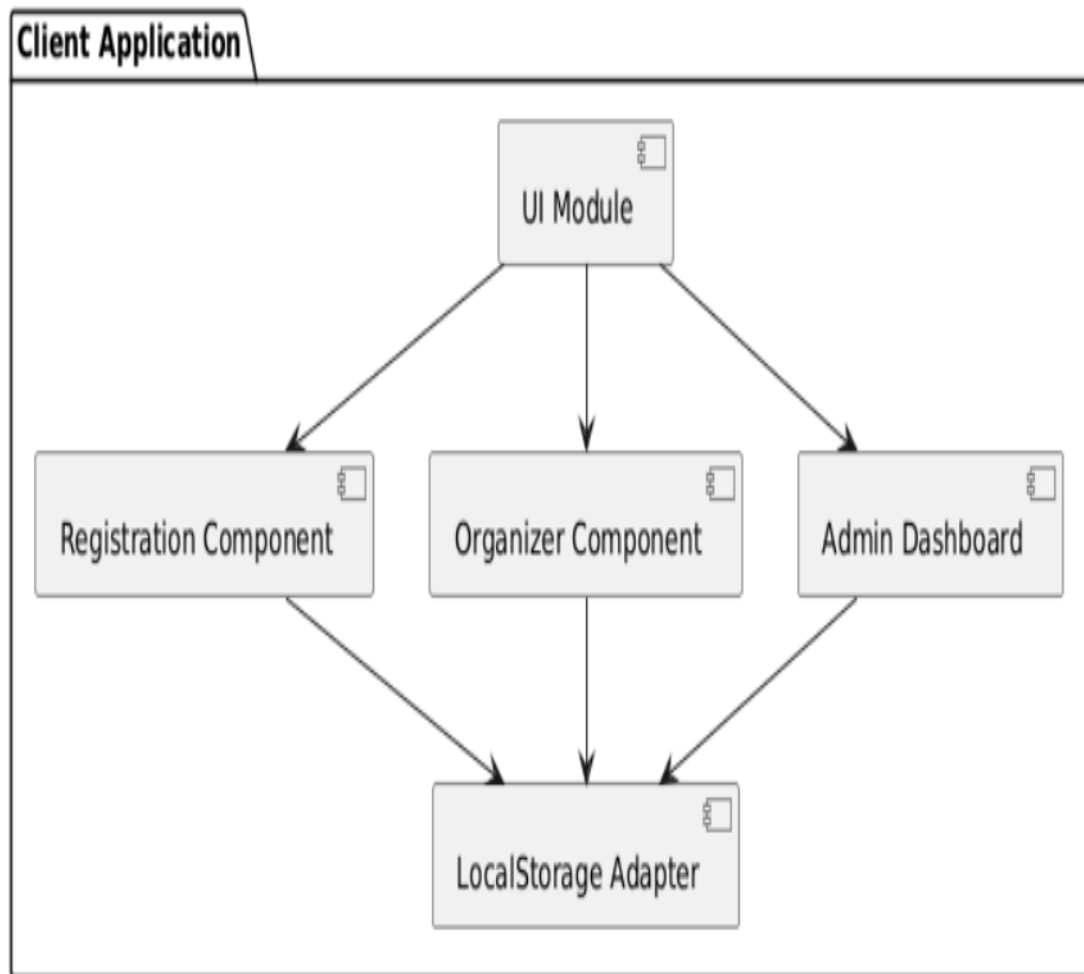 Client Application
UI Module
Registration Component
Organizer Component
Admin Dashboard
LocalStorage Adapter